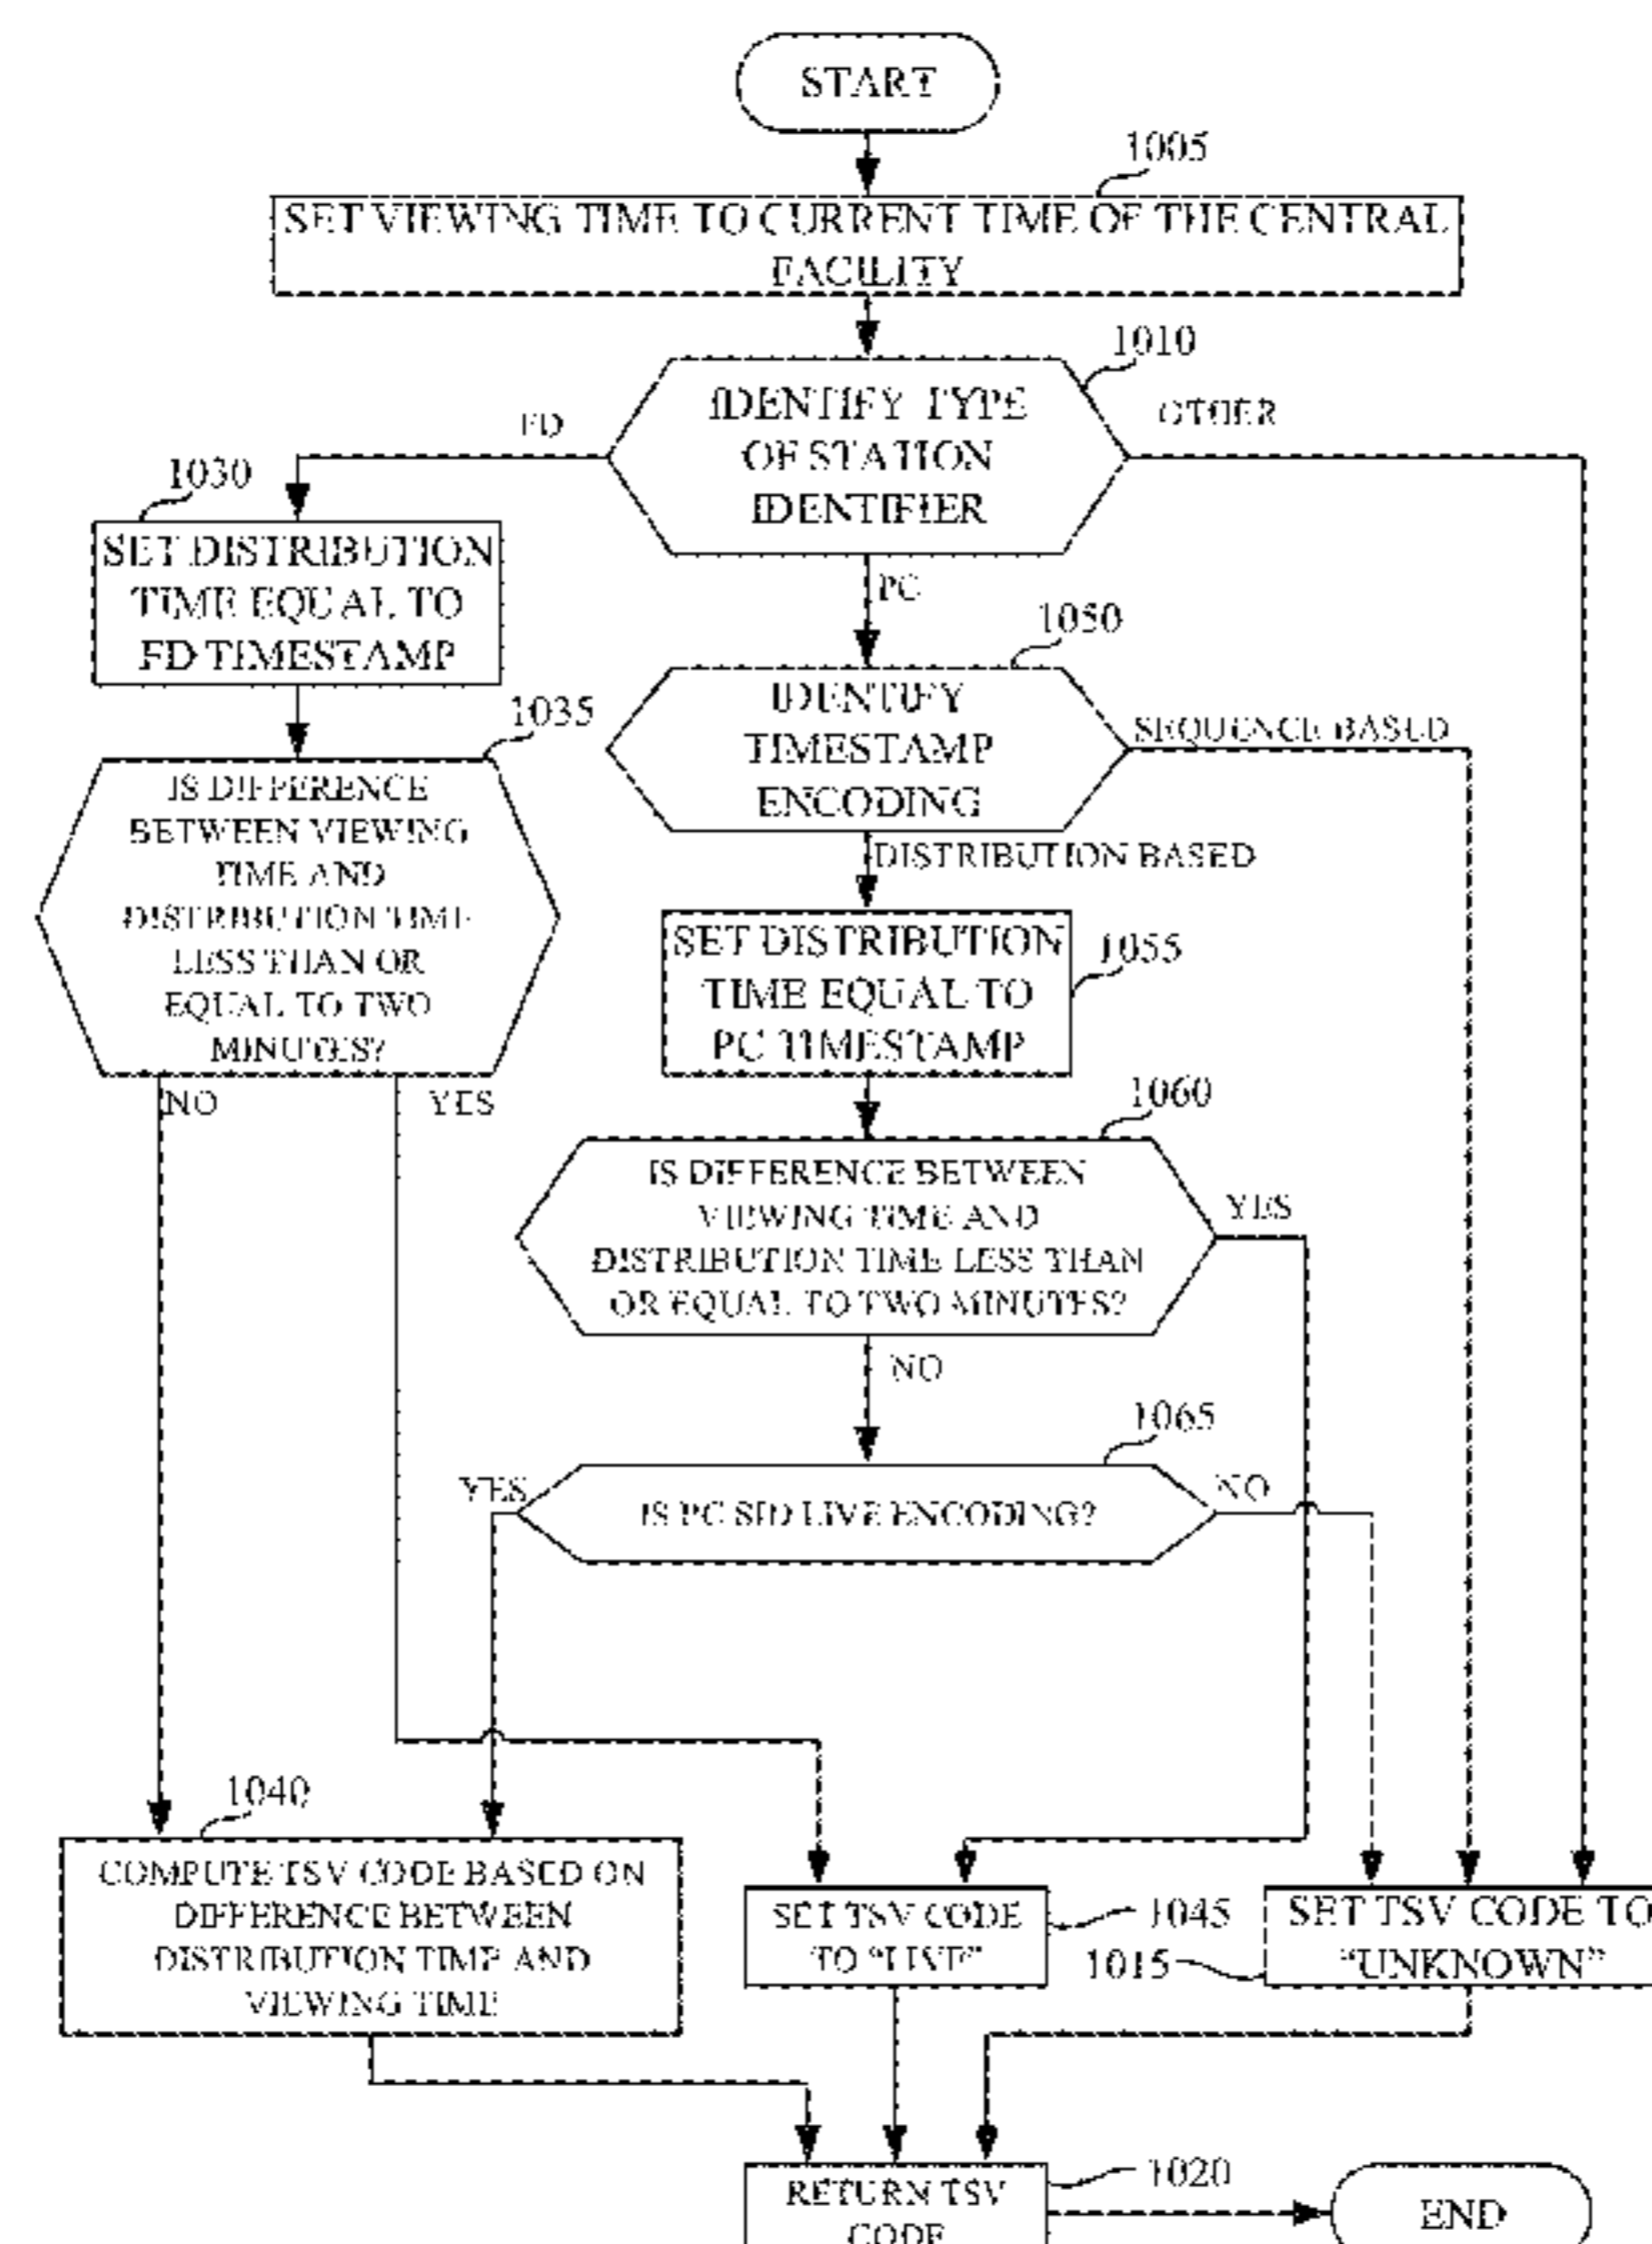 START
1005
SET VIEWING TIME TO CURRENT TIME OF THE CENTRAL
FACILITY
1010
IDENTIFY TYPE
OF STATION
IDENTIFIER
FD
OTHER
1030
SET DISTRIBUTION
TIME EQUAL TO
FD TIMESTAMP
PC
1050
IDENTIFY
TIMESTAMP
ENCODING
SEQUENCE BASED
1035
IS DIFFERENCE
BETWEEN VIEWING
TIME AND
DISTRIBUTION TIME
LESS THAN OR
EQUAL TO TWO
MINUTES?
DISTRIBUTION BASED
SET DISTRIBUTION
TIME EQUAL TO
PC TIMESTAMP
1055
NO
YES
1060
IS DIFFERENCE BETWEEN
VIEWING TIME AND
DISTRIBUTION TIME LESS THAN
OR EQUAL TO TWO MINUTES?
YES
NO
1065
YES
IS PC SID LIVE ENCODING?
NO
1040
COMPUTE TSV CODE BASED ON
DIFFERENCE BETWEEN
DISTRIBUTION TIME AND
VIEWING TIME
SET TSV CODE
TO "LIVE"
1045
1015
SET TSV CODE TO
"UNKNOWN"
RETURN TSV
CODE
1020
END